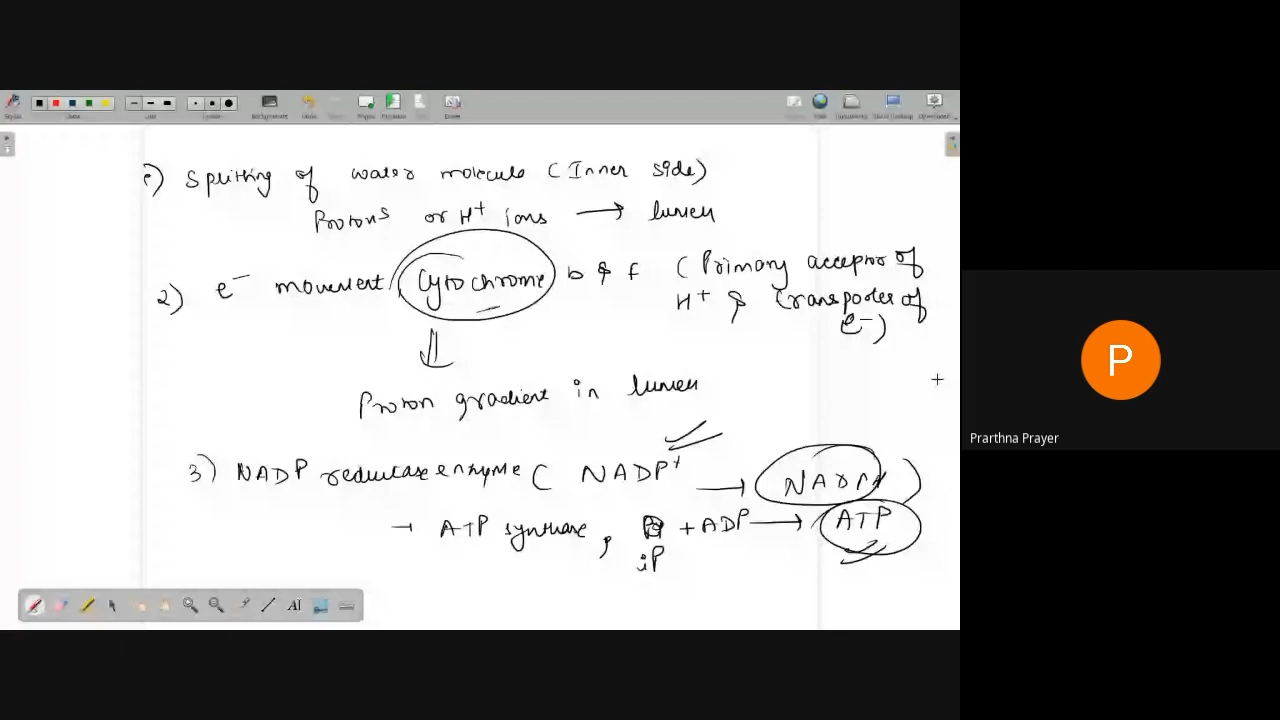 1) Splitting of water molecule (Inner side)
Protons or H+ ions → lumen
2) e- movement, Cytochrome b & f (Primary acceptor of
H+ & transporter of
e-)
Proton gradient in lumen
3) NADP reductase enzyme ( NADP+ → NADPH )
→ ATP synthase, + ADP → ATP
iP
P
Prarthna Prayer